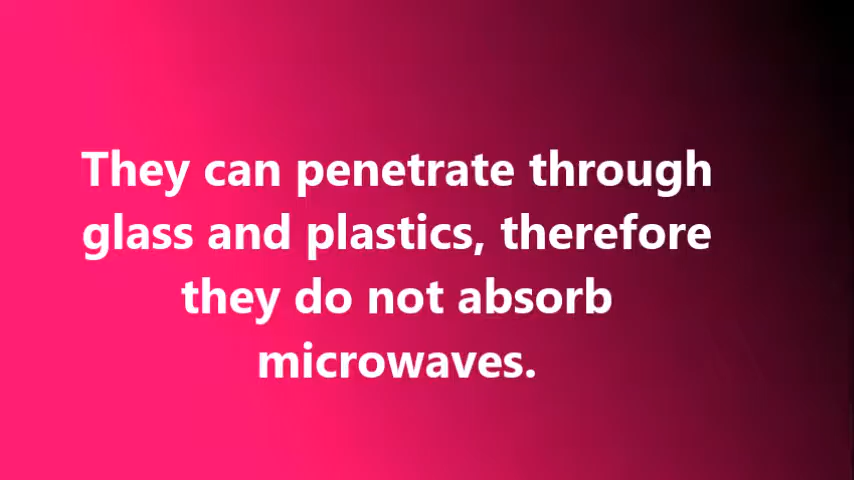 They can penetrate through
glass and plastics, therefore
they do not absorb
microwaves.